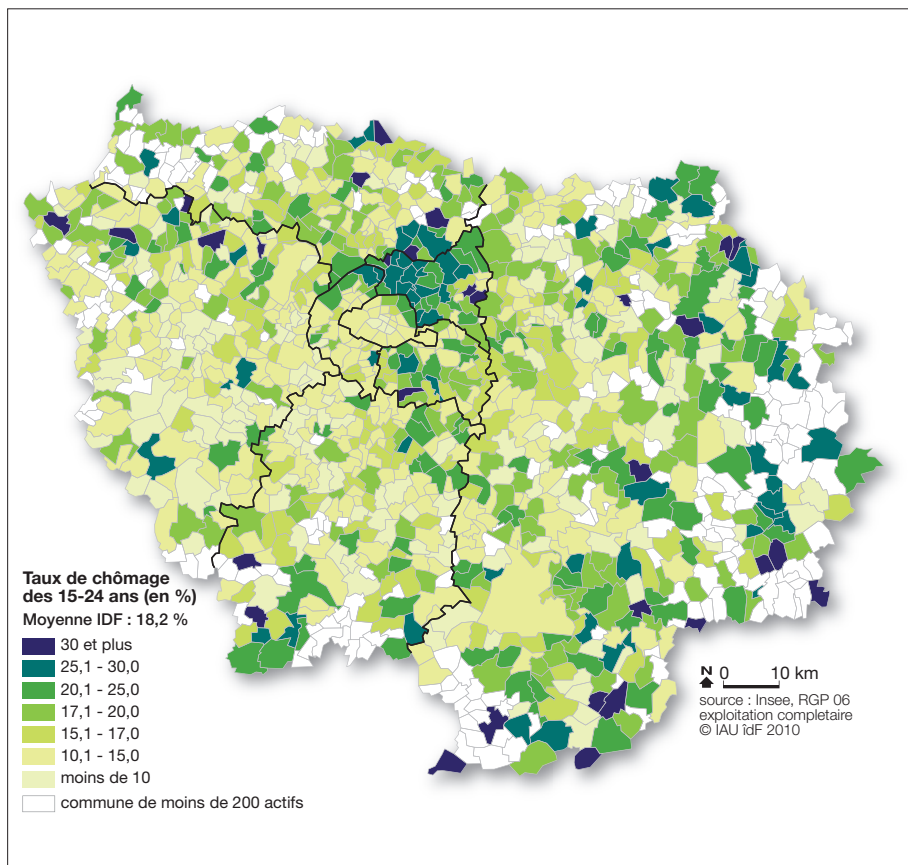 Taux de chômage
des 15-24 ans (en %)
Moyenne IDF : 18,2 %
30 et plus
25,1 - 30,0
20,1 - 25,0
17,1 - 20,0
15,1 - 17,0
10,1 - 15,0
moins de 10
commune de moins de 200 actifs
N 0 10 km
source : Insee, RGP 06
exploitation completaire
© IAU îdF 2010